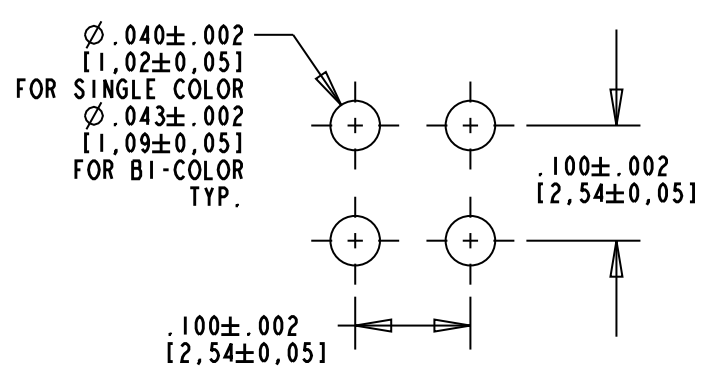 ⌀.040±.002
[1,02±0,05]
FOR SINGLE COLOR
⌀.043±.002
[1,09±0,05]
FOR BI-COLOR
TYP.
.100±.002
[2,54±0,05]
.100±.002
[2,54±0,05]